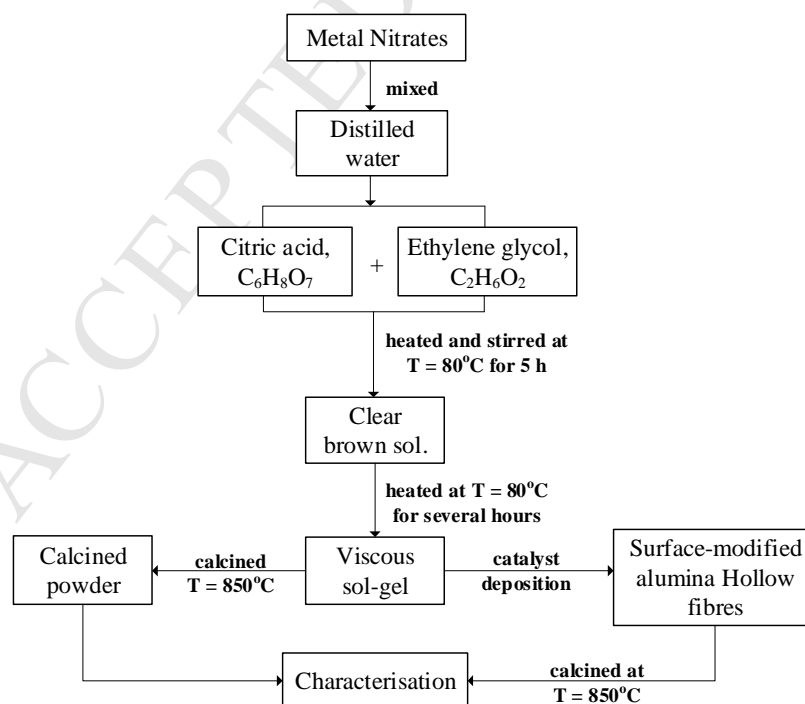 Metal Nitrates
mixed
Distilled
water
Citric acid,
C₆H₈O₇
+
Ethylene glycol,
C₂H₆O₂
heated and stirred at
T = 80°C for 5 h
Clear
brown sol.
heated at T = 80°C
for several hours
Calcined
powder
calcined
T = 850°C
Viscous
sol-gel
catalyst
deposition
Surface-modified
alumina Hollow
fibres
Characterisation
calcined at
T = 850°C
ACCEPTED